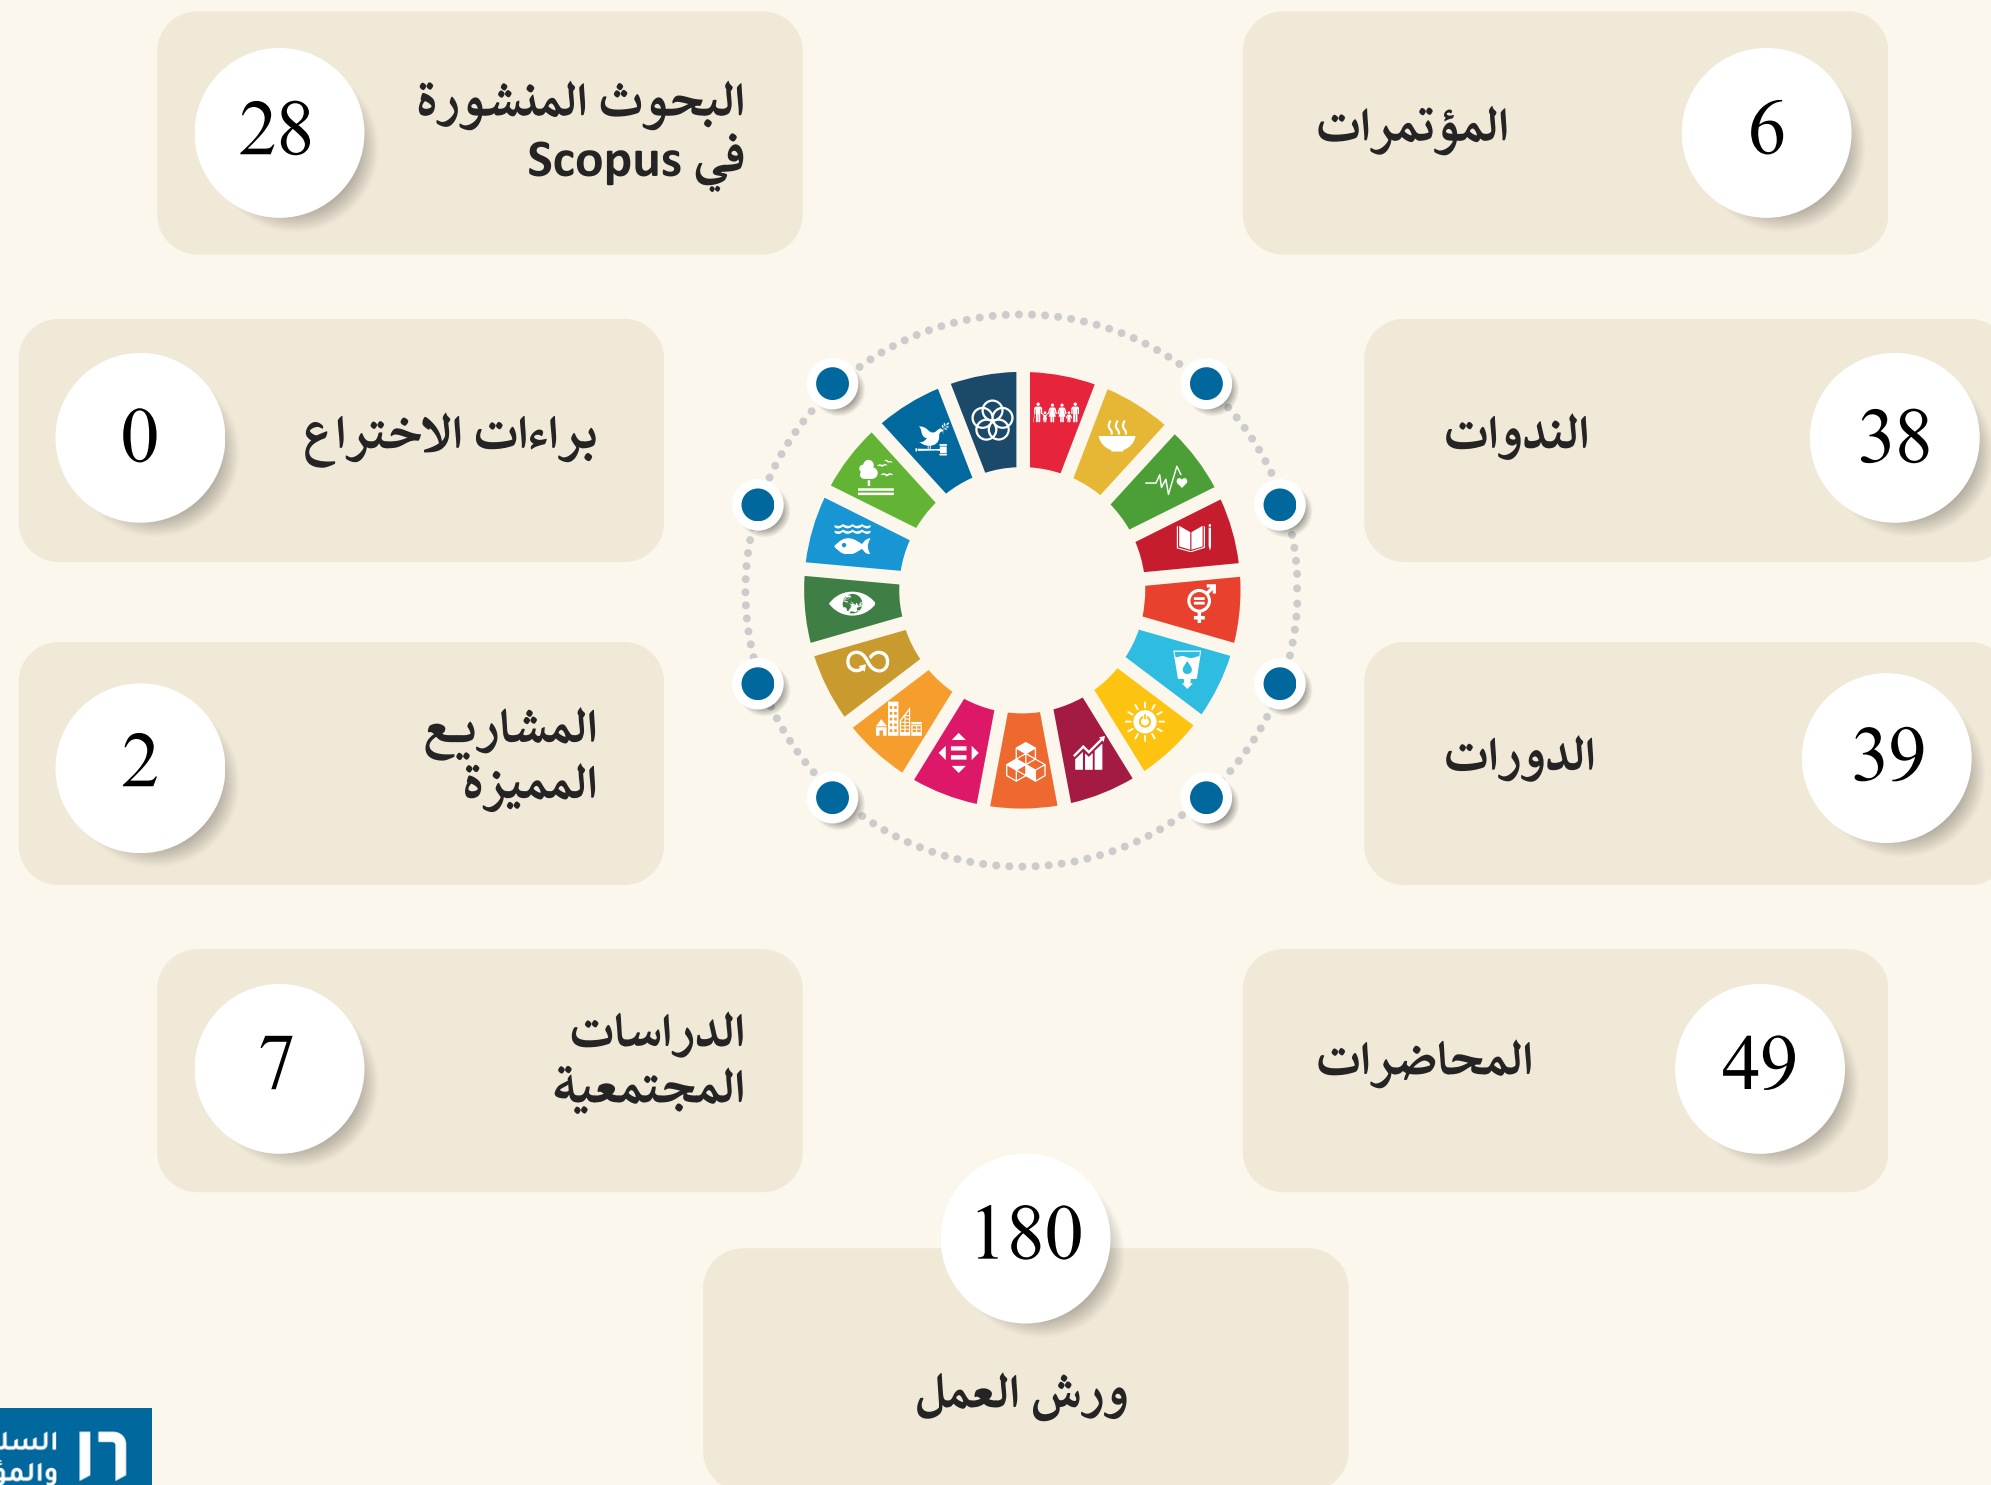 6
المؤتمرات
البحوث المنشورة
في Scopus
28
38
الندوات
براءات الاختراع
0
39
الدورات
المشاريع
المميزة
2
49
المحاضرات
الدراسات
المجتمعية
7
180
ورش العمل
١٦